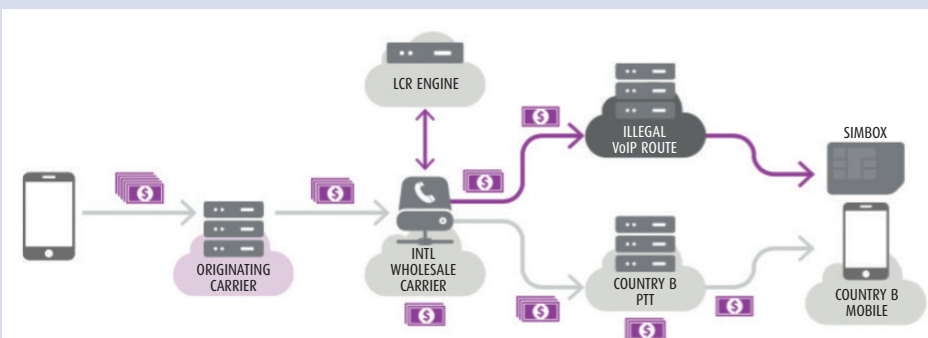 LCR ENGINE
ILLEGAL
VoIP ROUTE
SIMBOX
ORIGINATING
CARRIER
INTL
WHOLESALE
CARRIER
COUNTRY B
PTT
COUNTRY B
MOBILE